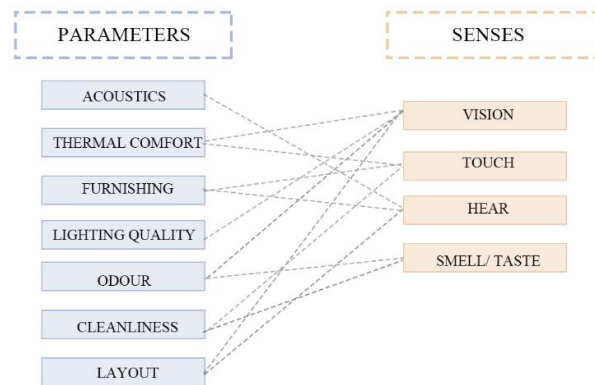 PARAMETERS
SENSES
ACOUSTICS
THERMAL COMFORT
FURNISHING
LIGHTING QUALITY
ODOUR
CLEANLINESS
LAYOUT
VISION
TOUCH
HEAR
SMELL/ TASTE